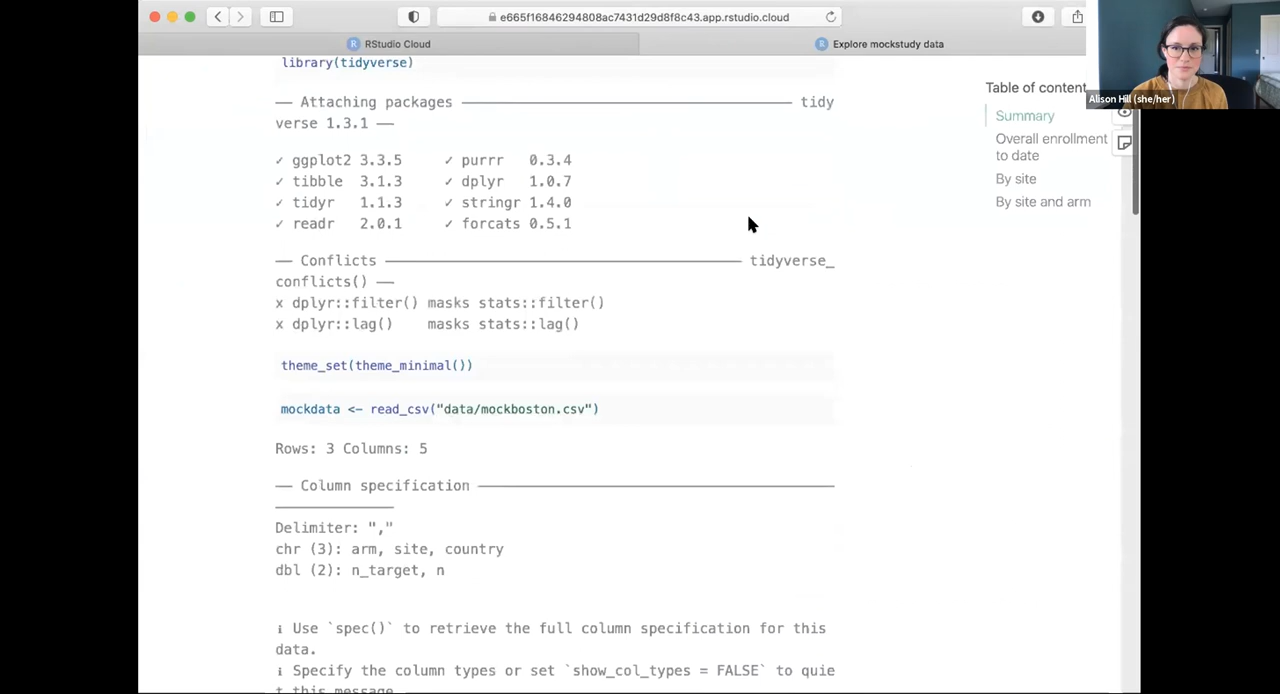 e665f16846294808ac7431d29d8f8c43.app.rstudio.cloud
RStudio Cloud
Explore mockstudy data
Alison Hill (she/her)
library(tidyverse)
── Attaching packages ─────────────────────────────────────── tidy
verse 1.3.1 ──
✓ ggplot2 3.3.5 ✓ purrr 0.3.4
✓ tibble 3.1.3 ✓ dplyr 1.0.7
✓ tidyr 1.1.3 ✓ stringr 1.4.0
✓ readr 2.0.1 ✓ forcats 0.5.1
── Conflicts ────────────────────────────────────────── tidyverse_
conflicts() ──
x dplyr::filter() masks stats::filter()
x dplyr::lag() masks stats::lag()
theme_set(theme_minimal())
mockdata <- read_csv("data/mockboston.csv")
Rows: 3 Columns: 5
── Column specification ──────────────────────────────────────────
──────────────
Delimiter: ","
chr (3): arm, site, country
dbl (2): n_target, n
ℹ Use `spec()` to retrieve the full column specification for this
data.
ℹ Specify the column types or set `show_col_types = FALSE` to quie
t this message
Table of content
Summary
Overall enrollment
to date
By site
By site and arm